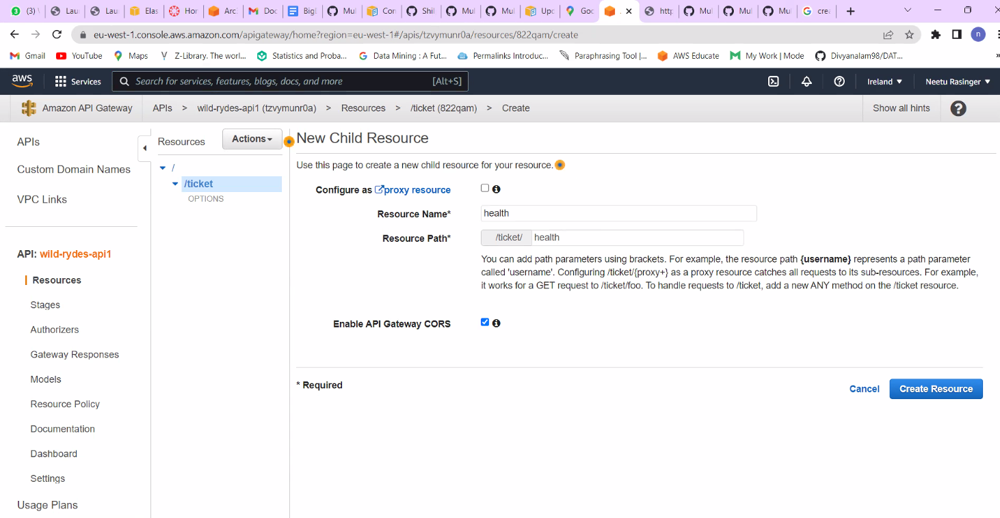 (3) Lau Lau Elas Hor Arc Doc Big Mul Con Shil Mul Mul Upc Goc http Mul Mul Mul cre
eu-west-1.console.aws.amazon.com/apigateway/home?region=eu-west-1#/apis/tzvymunr0a/resources/822qam/create
n
Gmail YouTube Maps Z-Library. The worl... Statistics and Proba... Data Mining : A Fut... Permalinks Introduc... Paraphrasing Tool |... AWS Educate My Work | Mode Divyanalam98/DAT... »
aws Services Search for services, features, blogs, docs, and more [Alt+S] Ireland ▼ Neetu Rasinger ▼
Amazon API Gateway APIs > wild-rydes-api1 (tzvymunr0a) > Resources > /ticket (822qam) > Create Show all hints ?
APIs
Custom Domain Names
VPC Links
API: wild-rydes-api1
Resources
Stages
Authorizers
Gateway Responses
Models
Resource Policy
Documentation
Dashboard
Settings
Usage Plans
Resources Actions
/
/ticket
OPTIONS
New Child Resource
Use this page to create a new child resource for your resource.
Configure as proxy resource
Resource Name* health
Resource Path* /ticket/ health
You can add path parameters using brackets. For example, the resource path {username} represents a path parameter
called 'username'. Configuring /ticket/{proxy+} as a proxy resource catches all requests to its sub-resources. For example,
it works for a GET request to /ticket/foo. To handle requests to /ticket, add a new ANY method on the /ticket resource.
Enable API Gateway CORS
* Required
Cancel Create Resource